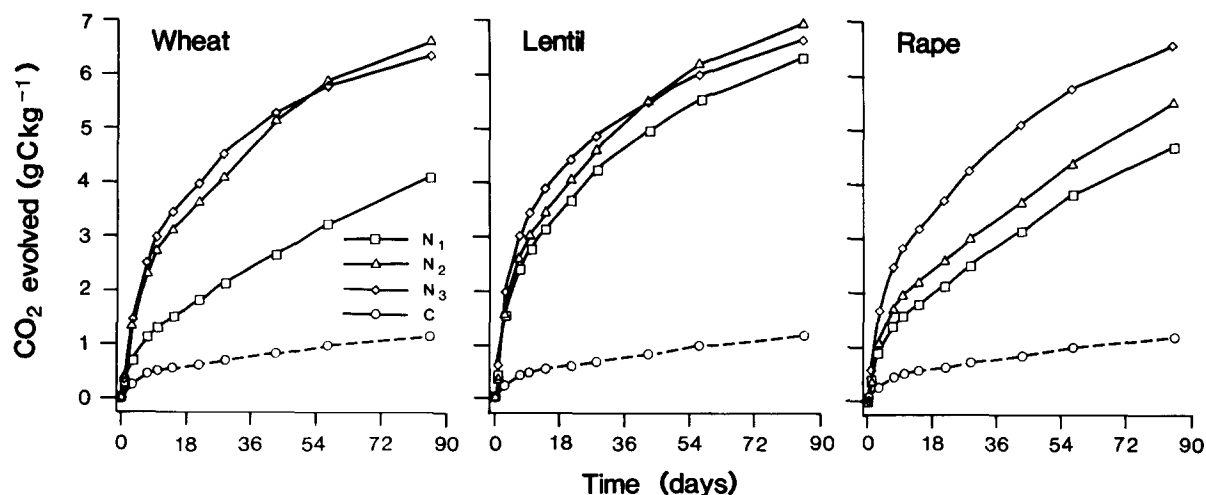 CO₂ evolved (gCkg⁻¹)
7
6
5
4
3
2
1
0
Wheat
N₁
N₂
N₃
C
0 18 36 54 72 90
Lentil
0 18 36 54 72 90
Rape
0 18 36 54 72 90
Time (days)